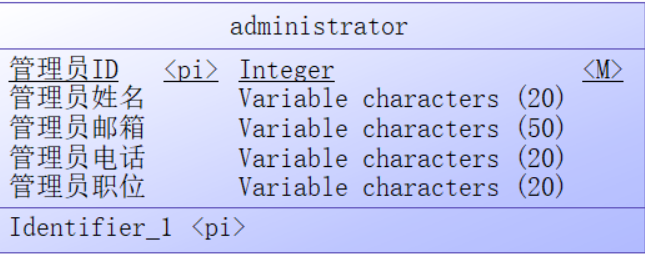 administrator
管理员ID <pi> Integer <M>
管理员姓名 Variable characters (20)
管理员邮箱 Variable characters (50)
管理员电话 Variable characters (20)
管理员职位 Variable characters (20)
Identifier_1 <pi>